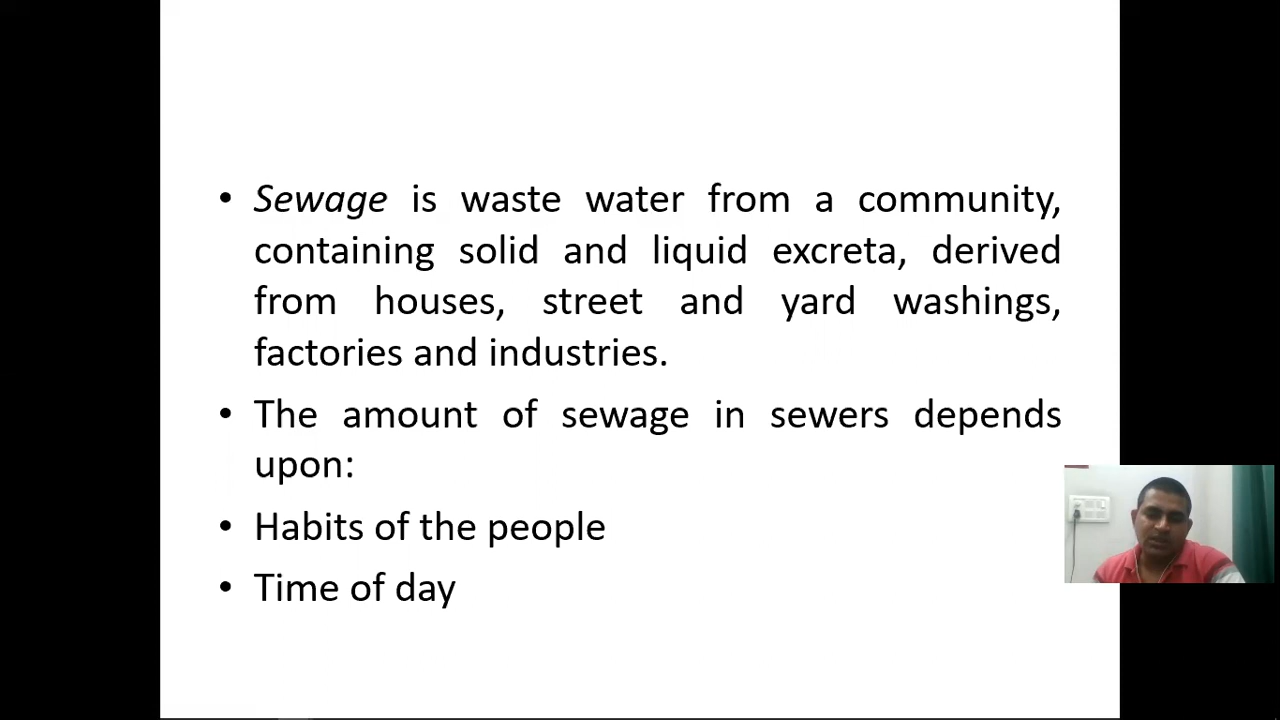 • Sewage is waste water from a community,
containing solid and liquid excreta, derived
from houses, street and yard washings,
factories and industries.
• The amount of sewage in sewers depends
upon:
• Habits of the people
• Time of day